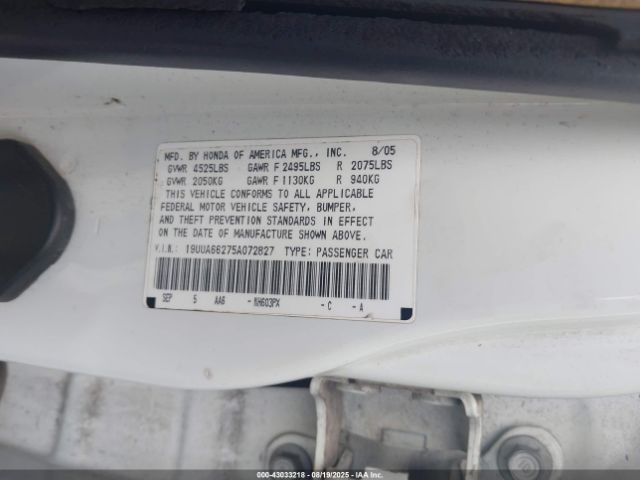 MFD. BY HONDA OF AMERICA MFG., INC. 8/05
GVWR 4525LBS GAWR F 2495LBS R 2075LBS
GVWR 2050KG GAWR F 1130KG R 940KG
THIS VEHICLE CONFORMS TO ALL APPLICABLE
FEDERAL MOTOR VEHICLE SAFETY, BUMPER,
AND THEFT PREVENTION STANDARDS IN EFFECT
ON THE DATE OF MANUFACTURE SHOWN ABOVE.
V.I.N.: 19UUA66275A072827 TYPE: PASSENGER CAR
SEP 5 AA6 - NH603PX - C - A
000-43033218 - 08/19/2025 - IAAI.COM